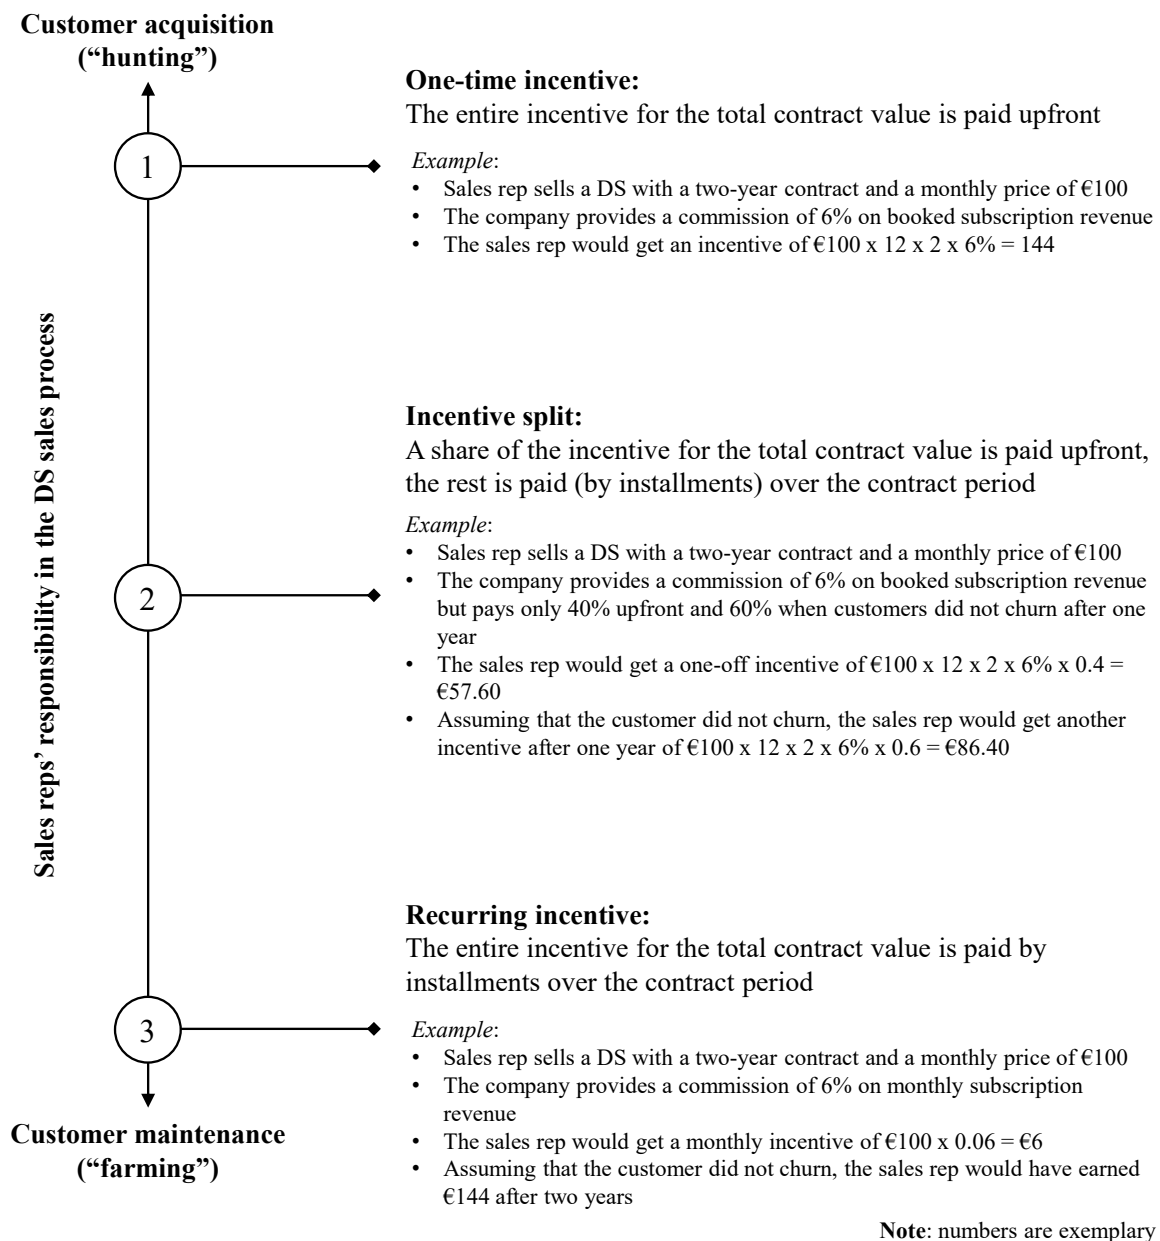 Customer acquisition
(“hunting”)
One-time incentive:
The entire incentive for the total contract value is paid upfront
1
Example:
• Sales rep sells a DS with a two-year contract and a monthly price of €100
• The company provides a commission of 6% on booked subscription revenue
• The sales rep would get an incentive of €100 x 12 x 2 x 6% = 144
Sales reps’ responsibility in the DS sales process
Incentive split:
A share of the incentive for the total contract value is paid upfront,
the rest is paid (by installments) over the contract period
2
Example:
• Sales rep sells a DS with a two-year contract and a monthly price of €100
• The company provides a commission of 6% on booked subscription revenue
but pays only 40% upfront and 60% when customers did not churn after one
year
• The sales rep would get a one-off incentive of €100 x 12 x 2 x 6% x 0.4 =
€57.60
• Assuming that the customer did not churn, the sales rep would get another
incentive after one year of €100 x 12 x 2 x 6% x 0.6 = €86.40
Recurring incentive:
The entire incentive for the total contract value is paid by
installments over the contract period
3
Example:
• Sales rep sells a DS with a two-year contract and a monthly price of €100
• The company provides a commission of 6% on monthly subscription
revenue
• The sales rep would get a monthly incentive of €100 x 0.06 = €6
• Assuming that the customer did not churn, the sales rep would have earned
€144 after two years
Customer maintenance
(“farming”)
Note: numbers are exemplary